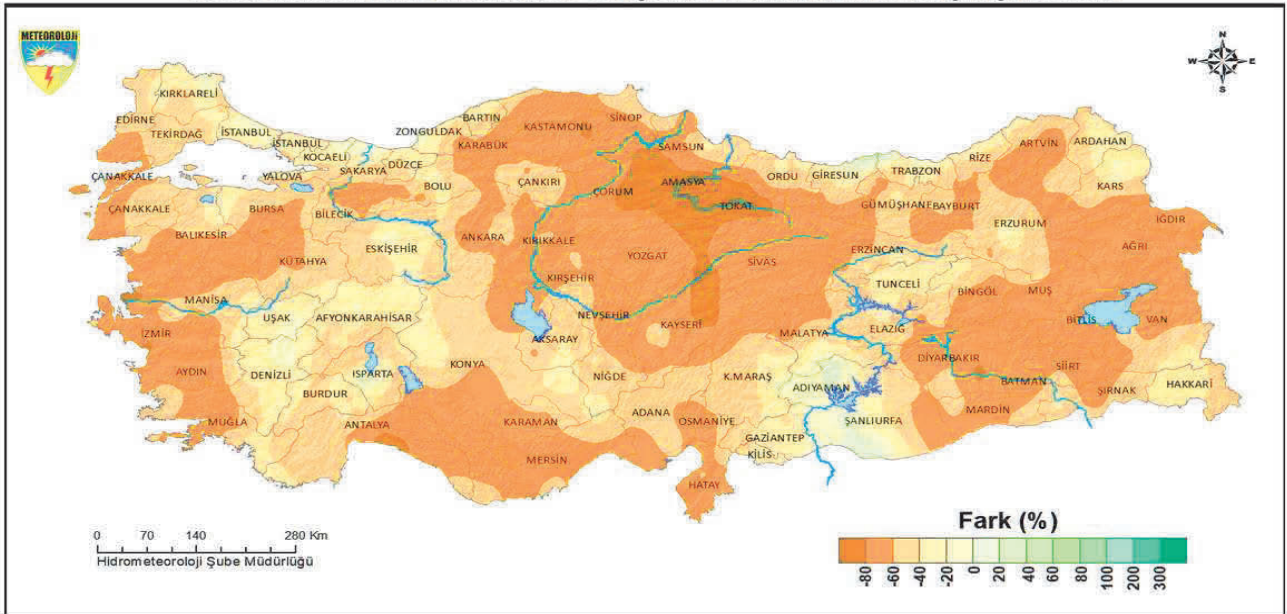 METEOROLOJİ
N
W E
S
KIRKLARELİ
EDİRNE
TEKİRDAĞ
İSTANBUL
İSTANBUL
KOCAELİ
YALOVA
SAKARYA
DÜZCE
ZONGULDAK
BARTIN
KARABÜK
KASTAMONU
SİNOP
SAMSUN
BOLU
ÇANKIRI
ÇORUM
AMASYA
TOKAT
ORDU
GİRESUN
TRABZON
RİZE
ARTVİN
ARDAHAN
KARS
ÇANAKKALE
ÇANAKKALE
BALIKESİR
BURSA
BİLECİK
ESKİŞEHİR
KÜTAHYA
ANKARA
KIRIKKALE
KIRŞEHİR
YOZGAT
SİVAS
GÜMÜŞHANE
BAYBURT
ERZİNCAN
ERZURUM
IĞDIR
AĞRI
MANİSA
İZMİR
UŞAK
AFYONKARAHİSAR
AYDIN
DENİZLİ
ISPARTA
BURDUR
MUĞLA
ANTALYA
KONYA
AKSARAY
NEVŞEHİR
KAYSERİ
NİĞDE
KARAMAN
MERSİN
ADANA
OSMANİYE
HATAY
K.MARAŞ
GAZİANTEP
KİLİS
MALATYA
ADIYAMAN
ŞANLIURFA
TUNCELİ
ELAZIĞ
BİNGÖL
MUŞ
BİTLİS
VAN
DİYARBAKIR
BATMAN
SİİRT
MARDİN
ŞIRNAK
HAKKARİ
0 70 140 280 Km
Hidrometeoroloji Şube Müdürlüğü
Fark (%)
-80 -60 -40 -20 0 20 40 60 80 100 200 300